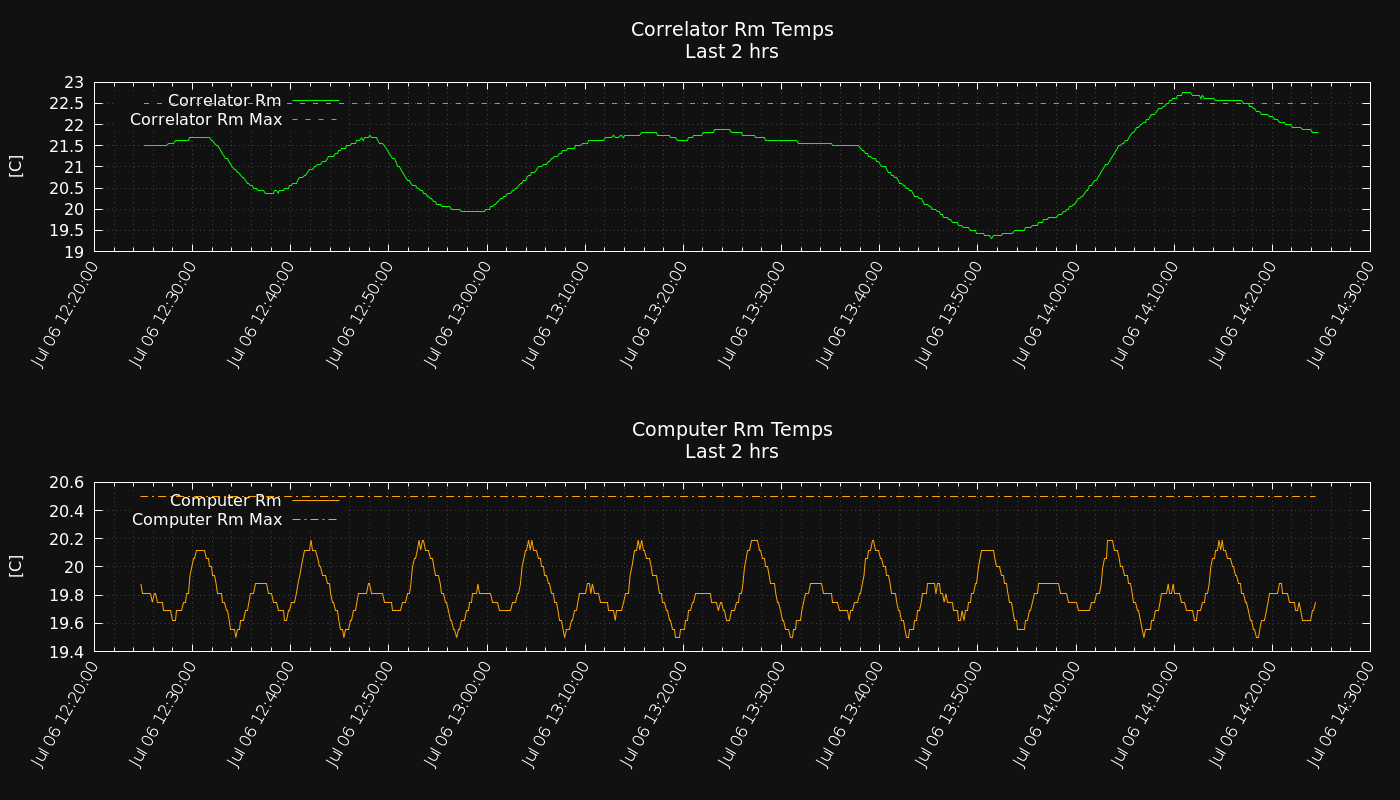 Correlator Rm Temps
Last 2 hrs
[C]
23
22.5
22
21.5
21
20.5
20
19.5
19
Correlator Rm
Correlator Rm Max
Jul 06 12:20:00
Jul 06 12:30:00
Jul 06 12:40:00
Jul 06 12:50:00
Jul 06 13:00:00
Jul 06 13:10:00
Jul 06 13:20:00
Jul 06 13:30:00
Jul 06 13:40:00
Jul 06 13:50:00
Jul 06 14:00:00
Jul 06 14:10:00
Jul 06 14:20:00
Jul 06 14:30:00
Computer Rm Temps
Last 2 hrs
[C]
20.6
20.4
20.2
20
19.8
19.6
19.4
Computer Rm
Computer Rm Max
Jul 06 12:20:00
Jul 06 12:30:00
Jul 06 12:40:00
Jul 06 12:50:00
Jul 06 13:00:00
Jul 06 13:10:00
Jul 06 13:20:00
Jul 06 13:30:00
Jul 06 13:40:00
Jul 06 13:50:00
Jul 06 14:00:00
Jul 06 14:10:00
Jul 06 14:20:00
Jul 06 14:30:00